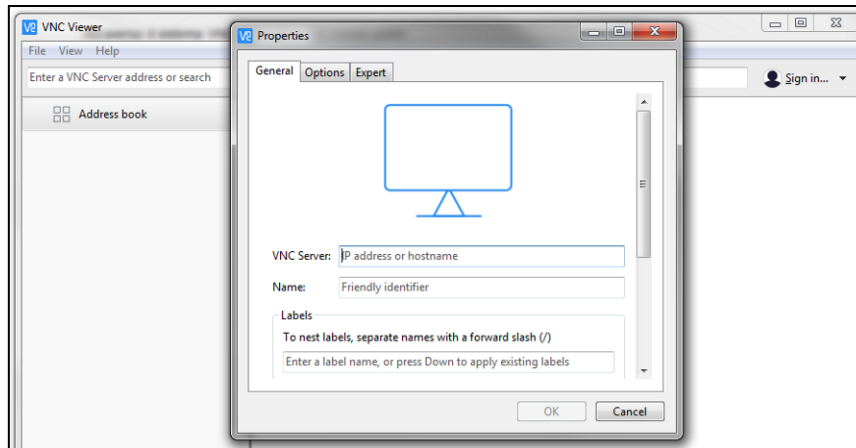 VNC Viewer
File View Help
Enter a VNC Server address or search
Sign in...
Address book
Properties
General Options Expert
VNC Server: IP address or hostname
Name: Friendly identifier
Labels
To nest labels, separate names with a forward slash (/)
Enter a label name, or press Down to apply existing labels
OK Cancel